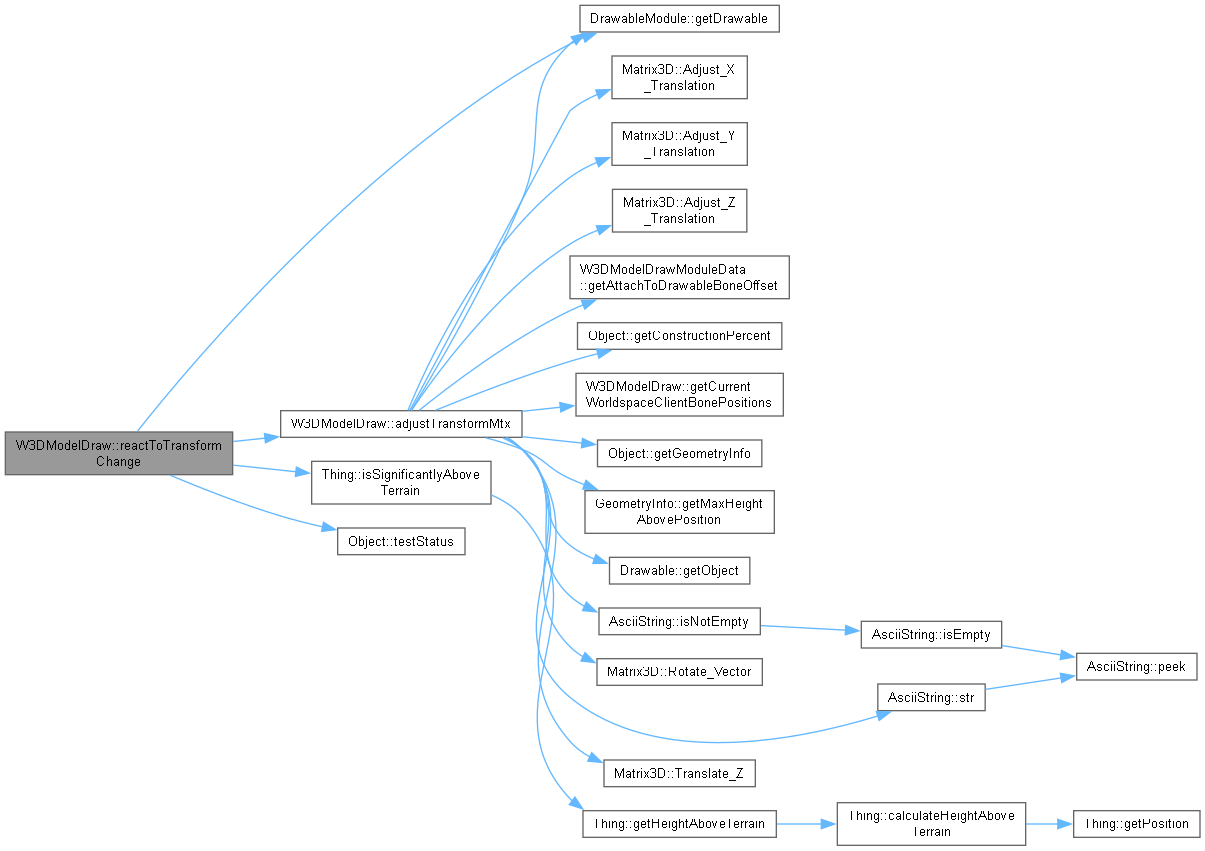 DrawableModule::getDrawable
Matrix3D::Adjust_X
_Translation
Matrix3D::Adjust_Y
_Translation
Matrix3D::Adjust_Z
_Translation
W3DModelDrawModuleData
::getAttachToDrawableBoneOffset
Object::getConstructionPercent
W3DModelDraw::getCurrent
WorldspaceClientBonePositions
W3DModelDraw::adjustTransformMtx
W3DModelDraw::reactToTransform
Change
Object::getGeometryInfo
Thing::isSignificantlyAbove
Terrain
GeometryInfo::getMaxHeight
AbovePosition
Object::testStatus
Drawable::getObject
AsciiString::isNotEmpty
AsciiString::isEmpty
Matrix3D::Rotate_Vector
AsciiString::peek
AsciiString::str
Matrix3D::Translate_Z
Thing::getHeightAboveTerrain
Thing::calculateHeightAbove
Terrain
Thing::getPosition